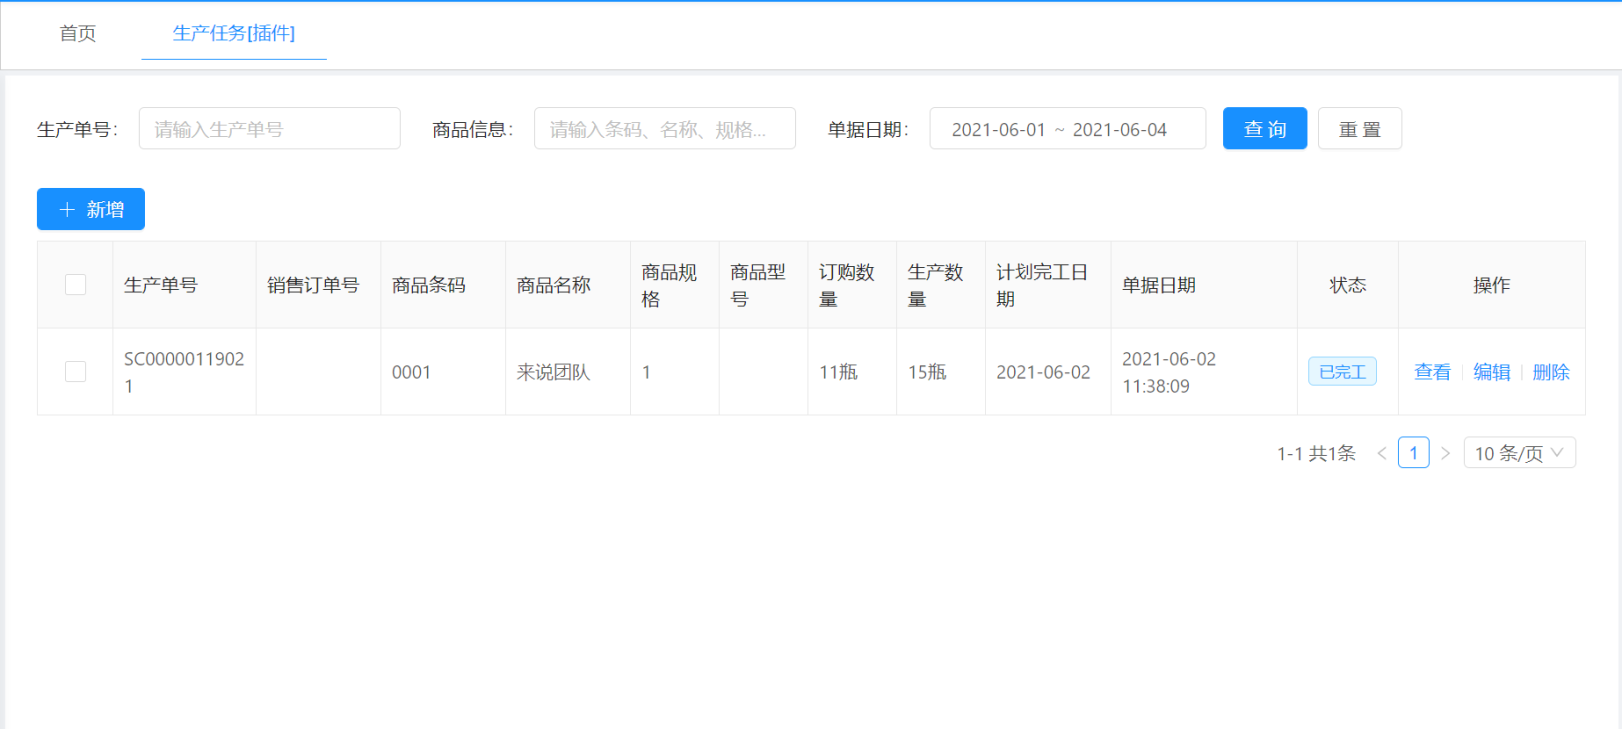 首页
生产任务[插件]
生产单号：
请输入生产单号
商品信息：
请输入条码、名称、规格...
单据日期：
2021-06-01 ~ 2021-06-04
查 询
重 置
＋ 新增
生产单号
销售订单号
商品条码
商品名称
商品规
格
商品型
号
订购数
量
生产数
量
计划完工日
期
单据日期
状态
操作
SC0000011902
1
0001
来说团队
1
11瓶
15瓶
2021-06-02
2021-06-02
11:38:09
已完工
查看
编辑
删除
1-1 共1条
1
10 条/页